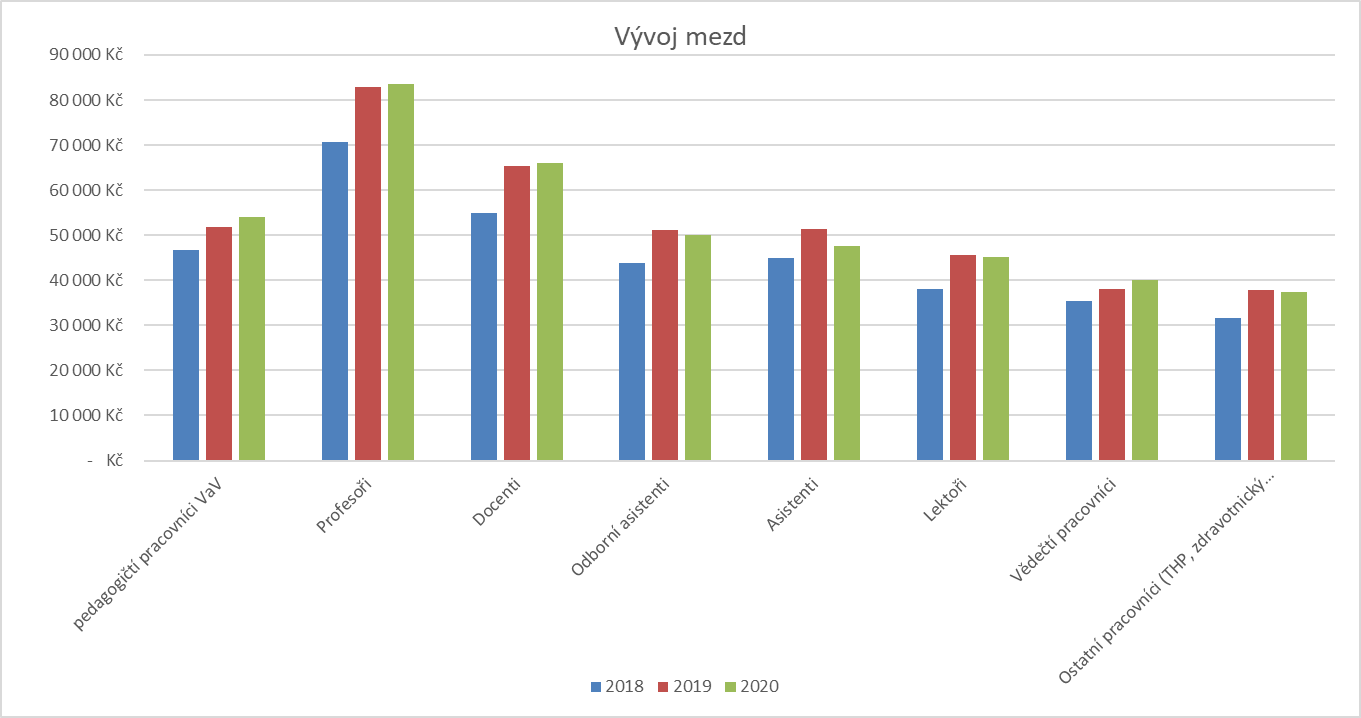 Vývoj mezd
90 000 Kč
80 000 Kč
70 000 Kč
60 000 Kč
50 000 Kč
40 000 Kč
30 000 Kč
20 000 Kč
10 000 Kč
- Kč
pedagogičtí pracovníci VaV
Profesoři
Docenti
Odborní asistenti
Asistenti
Lektoři
Vědečtí pracovníci
Ostatní pracovníci (THP, zdravotnický...
2018 2019 2020